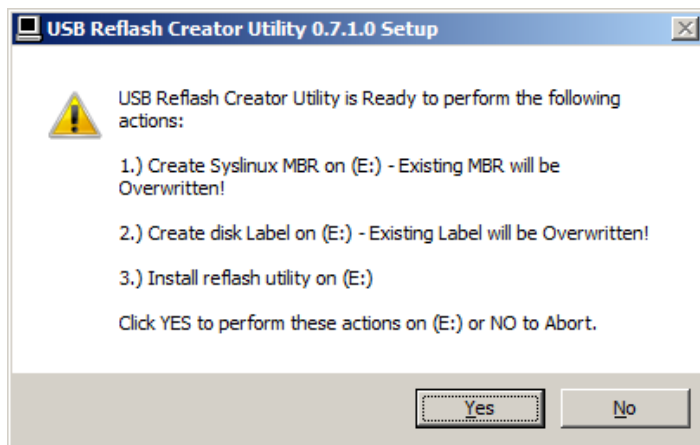 USB Reflash Creator Utility 0.7.1.0 Setup
USB Reflash Creator Utility is Ready to perform the following
actions:
1.) Create Syslinux MBR on (E:) - Existing MBR will be
Overwritten!
2.) Create disk Label on (E:) - Existing Label will be Overwritten!
3.) Install reflash utility on (E:)
Click YES to perform these actions on (E:) or NO to Abort.
Yes
No